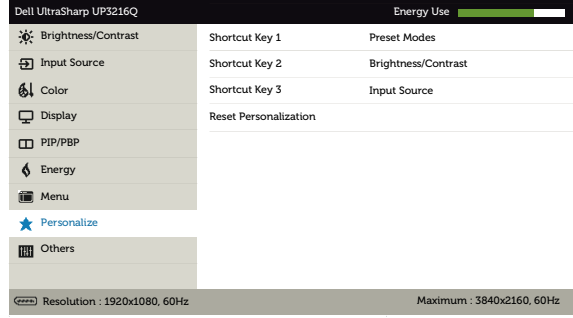 Dell UltraSharp UP3216Q Energy Use
Brightness/Contrast
Input Source
Color
Display
PIP/PBP
Energy
Menu
Personalize
Others
Shortcut Key 1 Preset Modes
Shortcut Key 2 Brightness/Contrast
Shortcut Key 3 Input Source
Reset Personalization
Resolution : 1920x1080, 60Hz Maximum : 3840x2160, 60Hz